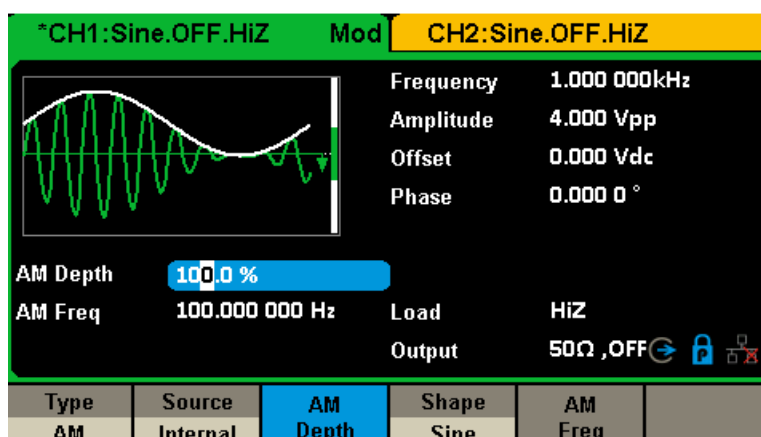 *CH1:Sine.OFF.HiZ Mod CH2:Sine.OFF.HiZ
Frequency 1.000 000kHz
Amplitude 4.000 Vpp
Offset 0.000 Vdc
Phase 0.000 0 °
AM Depth 100.0 %
AM Freq 100.000 000 Hz Load HiZ
Output 50Ω ,OFF
Type Source AM Depth Shape AM Freq
AM Internal Sine